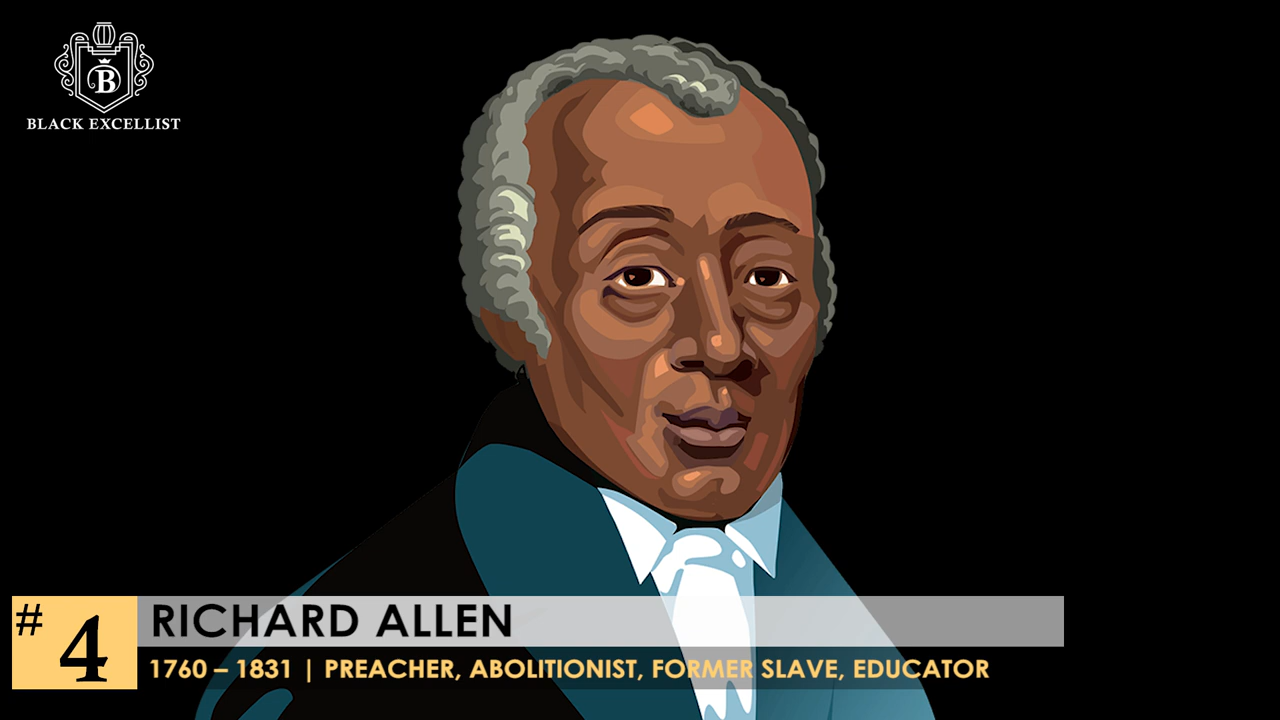 B
BLACK EXCELLIST
#4
RICHARD ALLEN
1760 – 1831 | PREACHER, ABOLITIONIST, FORMER SLAVE, EDUCATOR